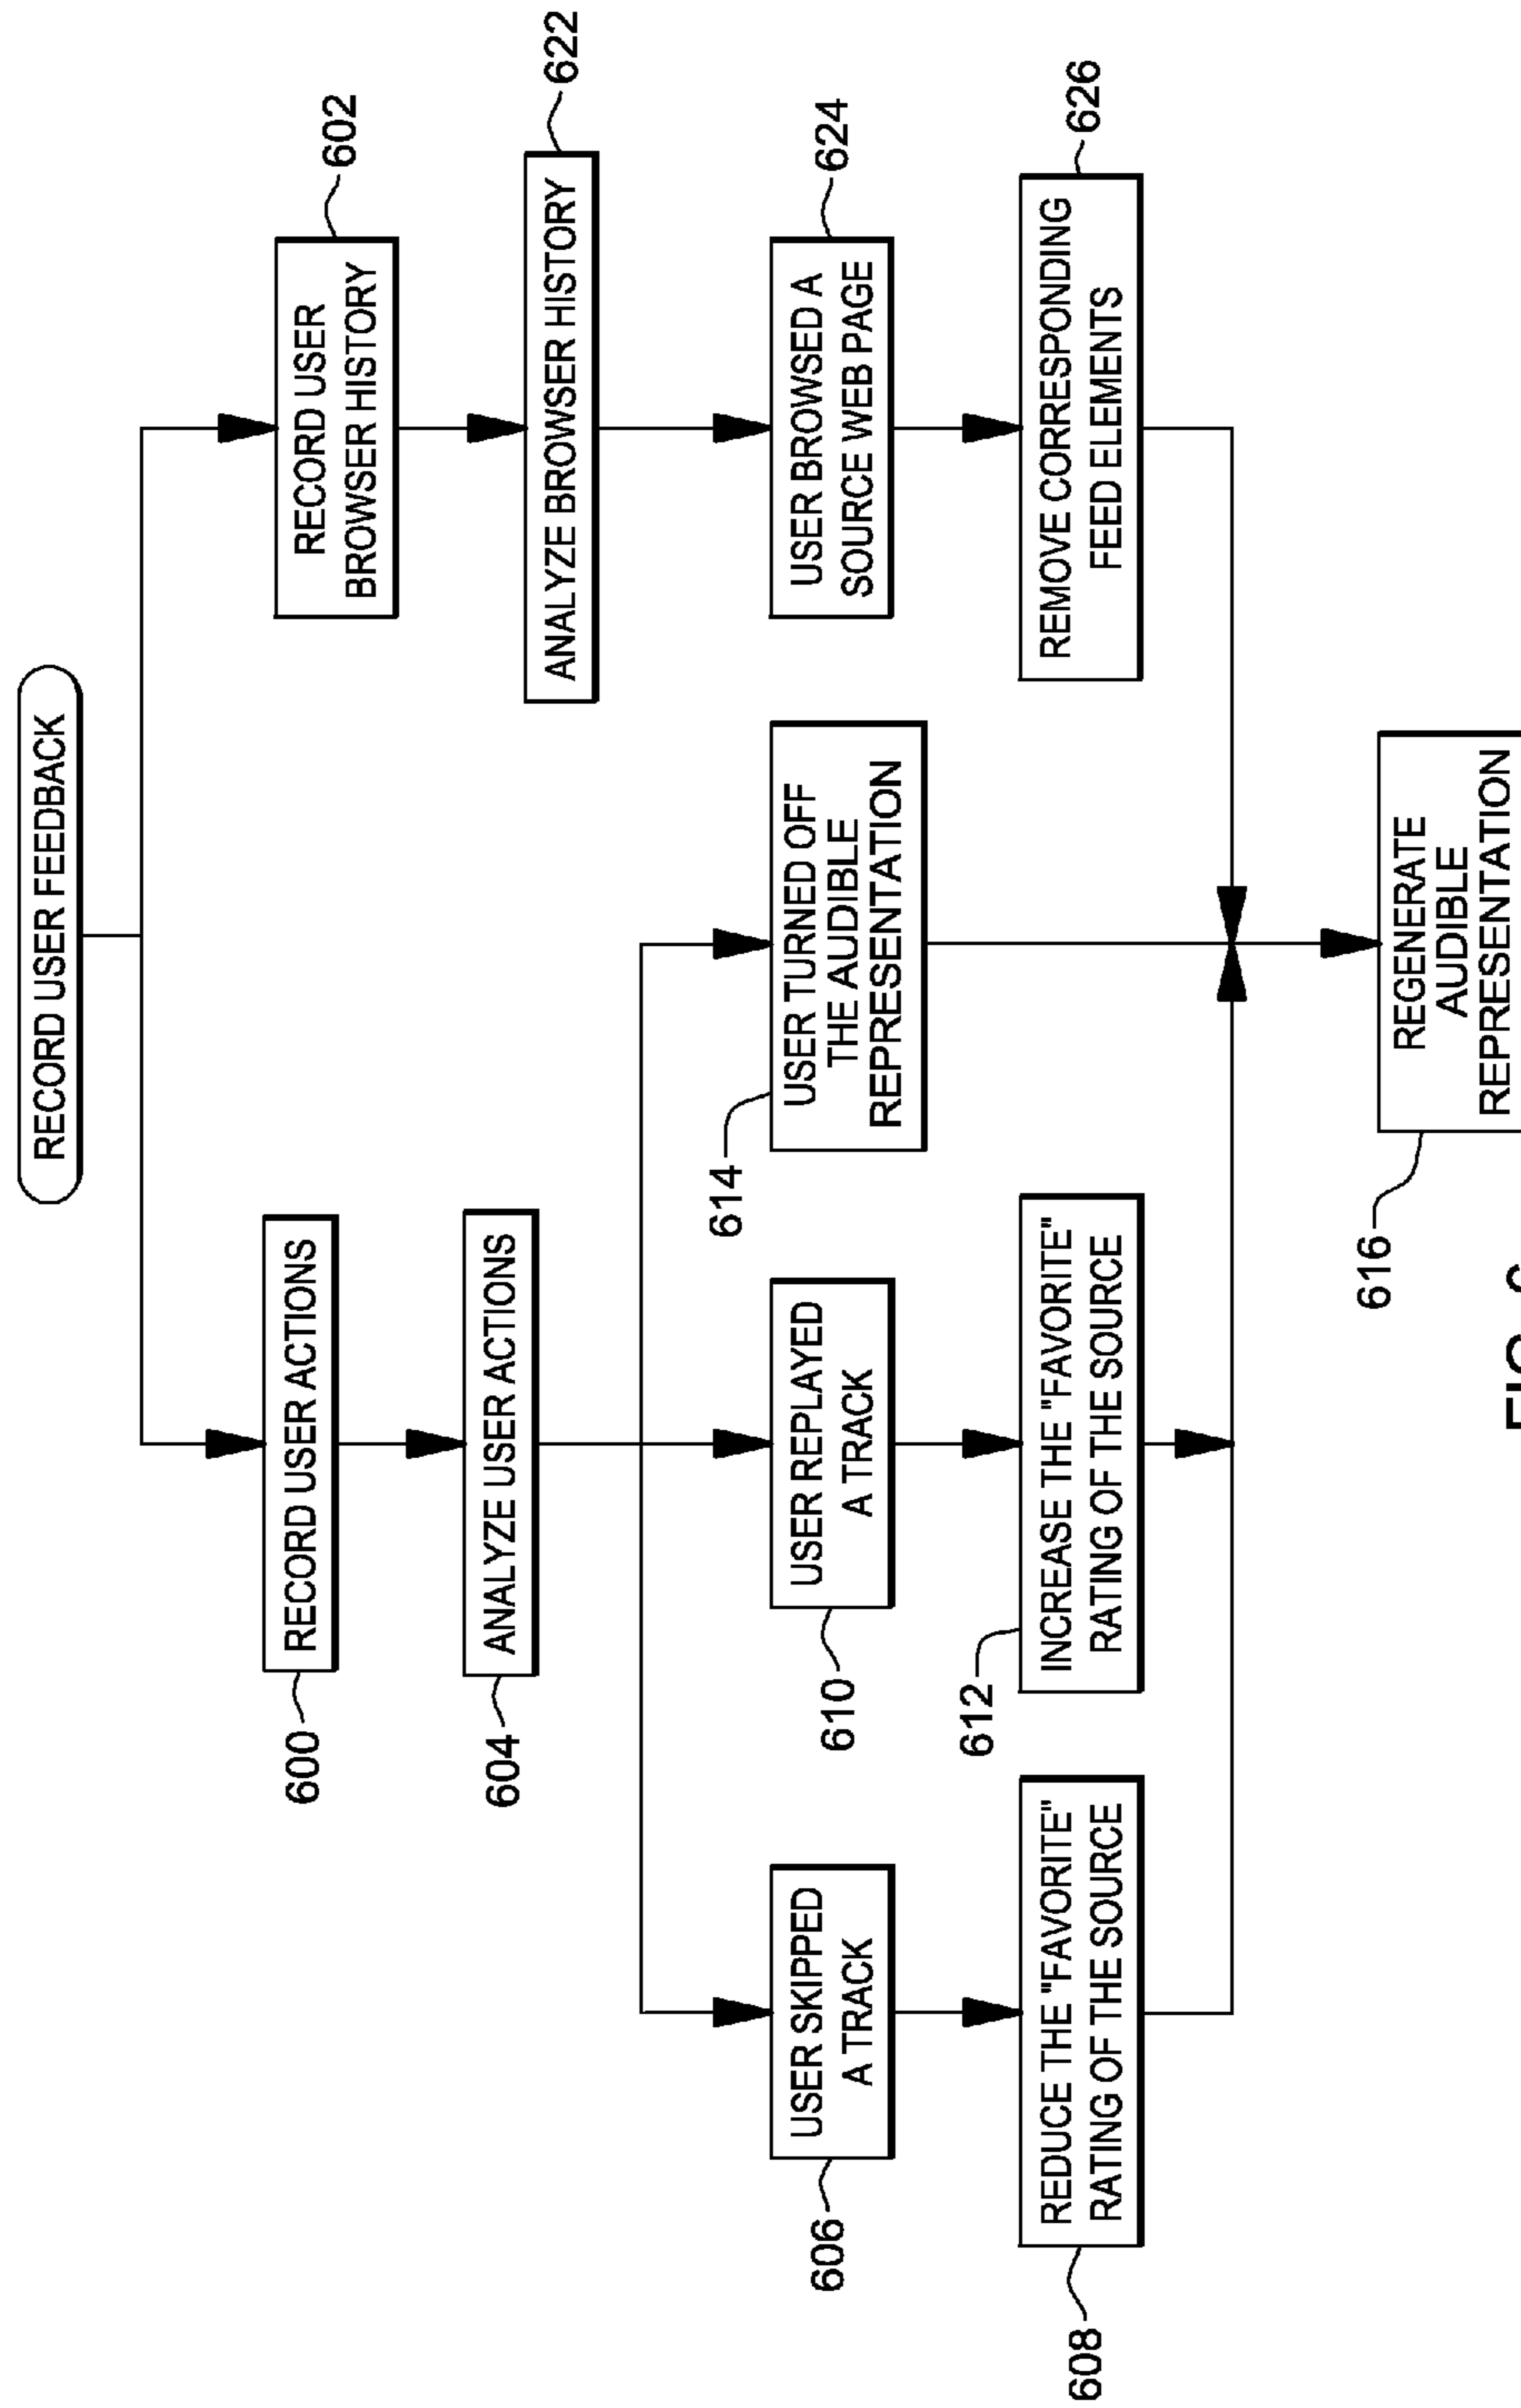 RECORD USER FEEDBACK
600
RECORD USER ACTIONS
RECORD USER
BROWSER HISTORY
602
604
ANALYZE USER ACTIONS
ANALYZE BROWSER HISTORY
622
606
USER SKIPPED
A TRACK
610
USER REPLAYED
A TRACK
614
USER TURNED OFF
THE AUDIBLE
REPRESENTATION
USER BROWSED A
SOURCE WEB PAGE
624
608
REDUCE THE "FAVORITE"
RATING OF THE SOURCE
612
INCREASE THE "FAVORITE"
RATING OF THE SOURCE
REMOVE CORRESPONDING
FEED ELEMENTS
626
616
REGENERATE
AUDIBLE
REPRESENTATION